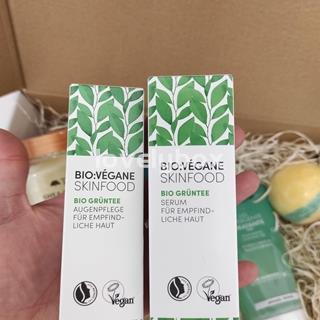 BIO:VÉGANE
SKINFOOD
BIO GRÜNTEE
AUGENPFLEGE
FÜR EMPFIND-
LICHE HAUT
Vegan
BIO:VÉGANE
SKINFOOD
BIO GRÜNTEE
SERUM
FÜR EMPFIND-
LICHE HAUT
Vegan